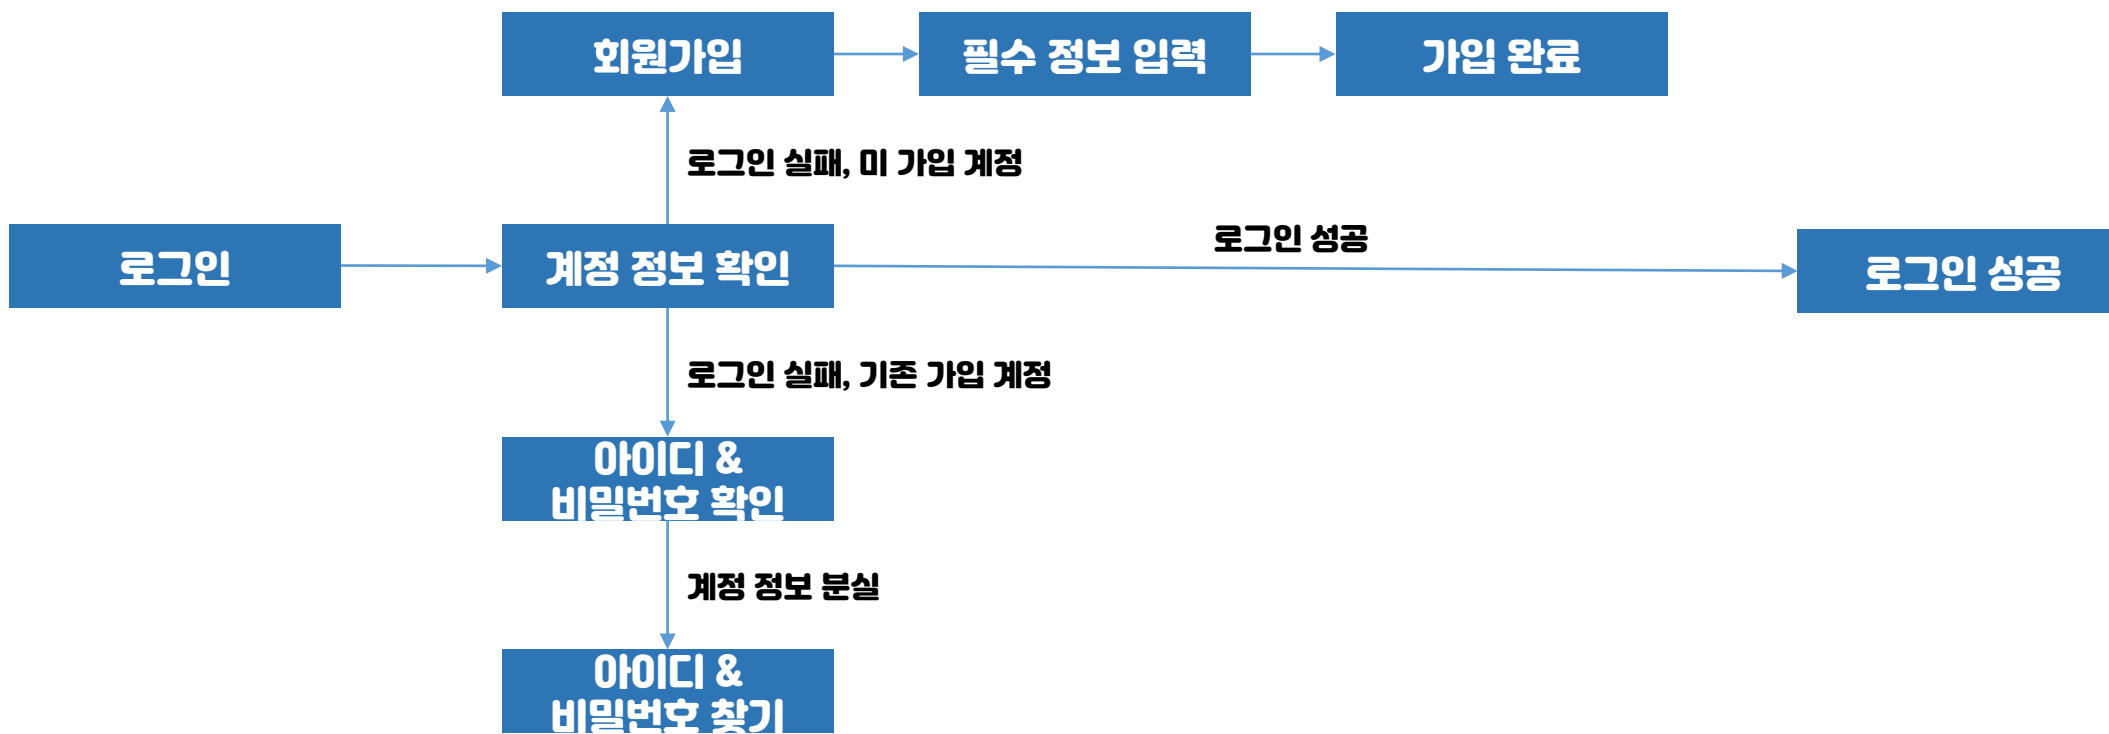 회원가입
필수 정보 입력
가입 완료
로그인 실패, 미 가입 계정
로그인
계정 정보 확인
로그인 성공
로그인 성공
로그인 실패, 기존 가입 계정
아이디 &
비밀번호 확인
계정 정보 분실
아이디 &
비밀번호 찾기